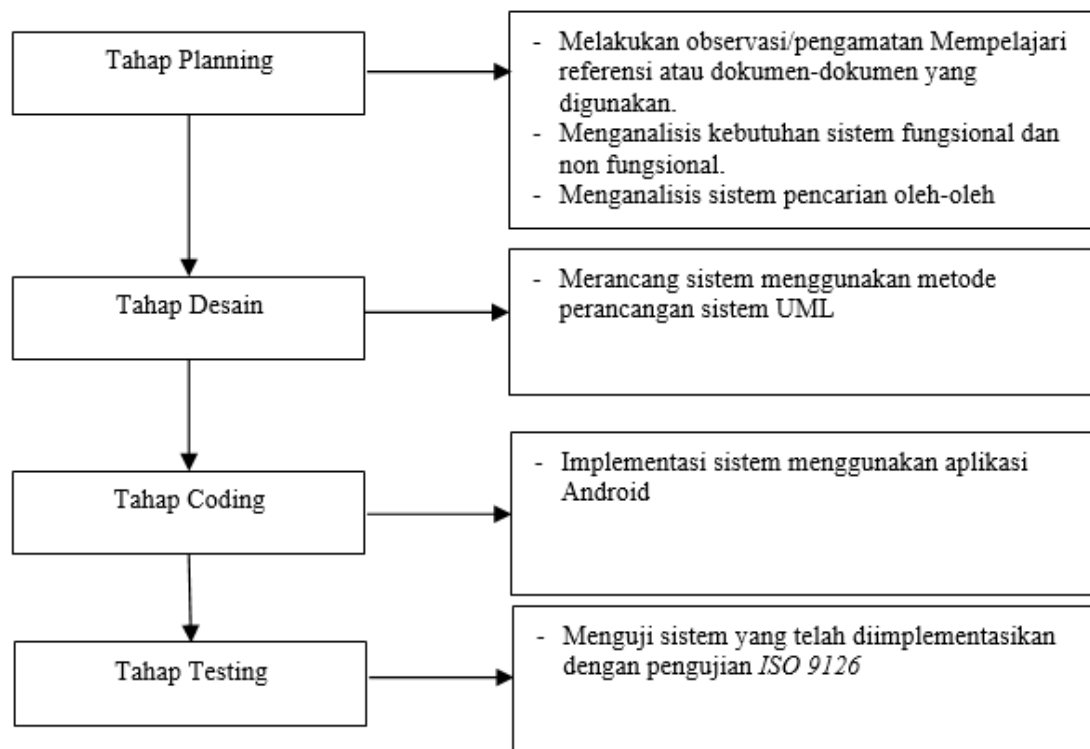 Tahap Planning
- Melakukan observasi/pengamatan Mempelajari
referensi atau dokumen-dokumen yang
digunakan.
- Menganalisis kebutuhan sistem fungsional dan
non fungsional.
- Menganalisis sistem pencarian oleh-oleh
Tahap Desain
- Merancang sistem menggunakan metode
perancangan sistem UML
Tahap Coding
- Implementasi sistem menggunakan aplikasi
Android
Tahap Testing
- Menguji sistem yang telah diimplementasikan
dengan pengujian ISO 9126